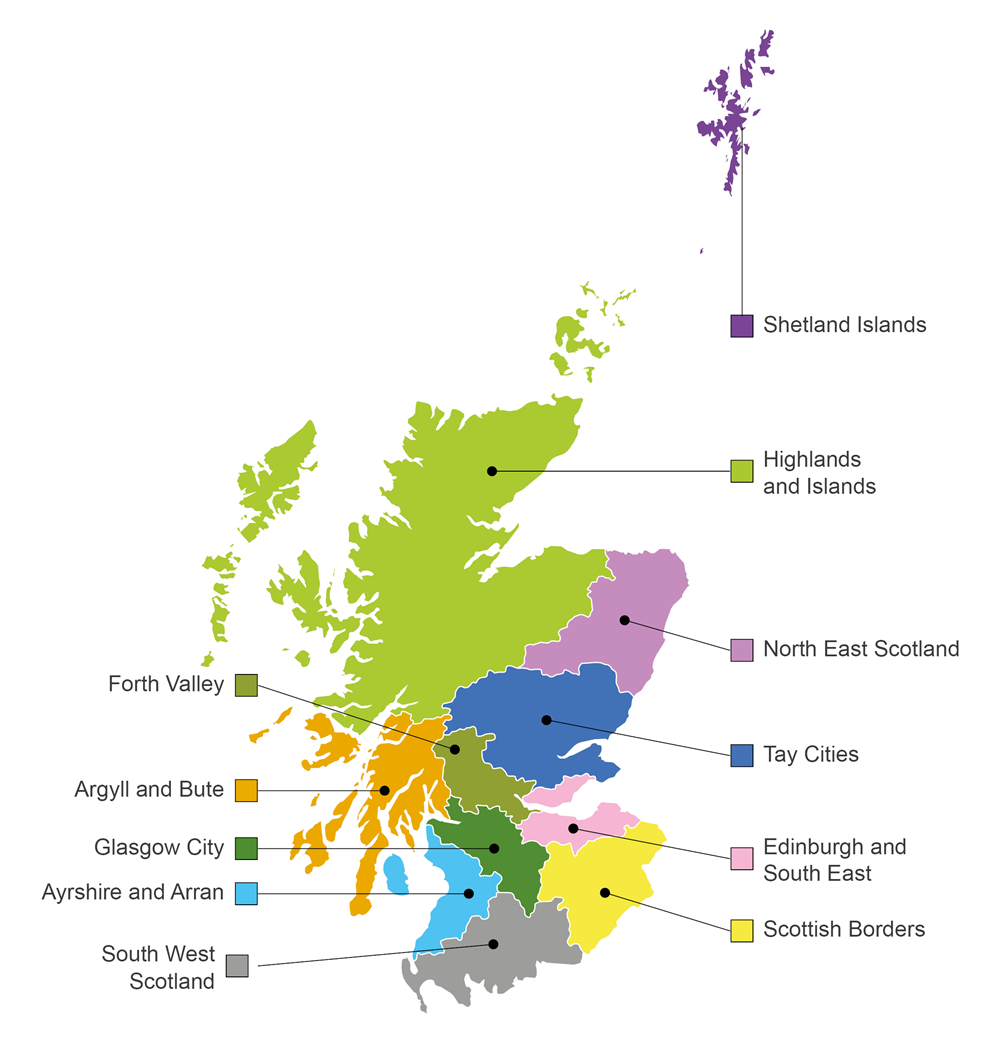 Shetland Islands
Highlands
and Islands
North East Scotland
Forth Valley
Tay Cities
Argyll and Bute
Glasgow City
Edinburgh and
South East
Ayrshire and Arran
Scottish Borders
South West
Scotland